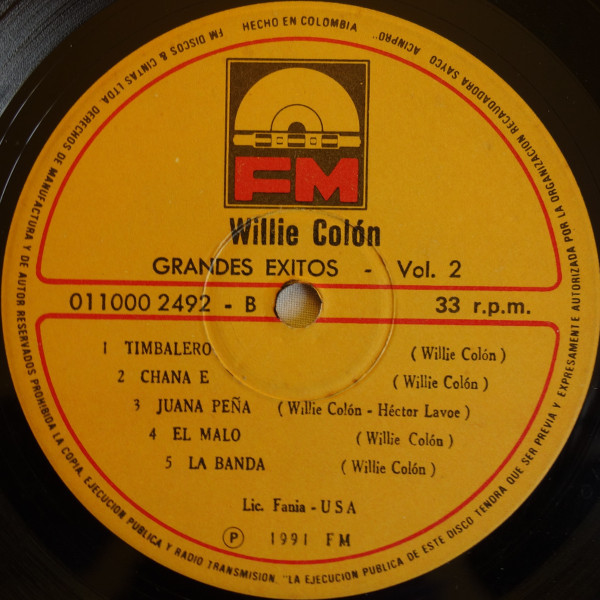 FM DISCOS & CINTAS LTDA. DERECHOS DE MANUFACTURA Y DE AUTOR RESERVADOS PROHIBIDA LA COPIA, EJECUCION PUBLICA Y RADIO TRANSMISION. "LA EJECUCION PUBLICA DE ESTE DISCO TENDRA QUE SER PREVIA Y EXPRESAMENTE AUTORIZADA POR LA ORGANIZACION RECAUDADORA SAYCO ACINPRO"
HECHO EN COLOMBIA
FM
Willie Colón
GRANDES EXITOS - Vol. 2
011000 2492 - B 33 r.p.m.
1 TIMBALERO ( Willie Colón )
2 CHANA E ( Willie Colón )
3 JUANA PEÑA ( Willie Colón - Héctor Lavoe )
4 EL MALO ( Willie Colón )
5 LA BANDA ( Willie Colón )
Lic. Fania - USA
Ⓟ 1991 FM